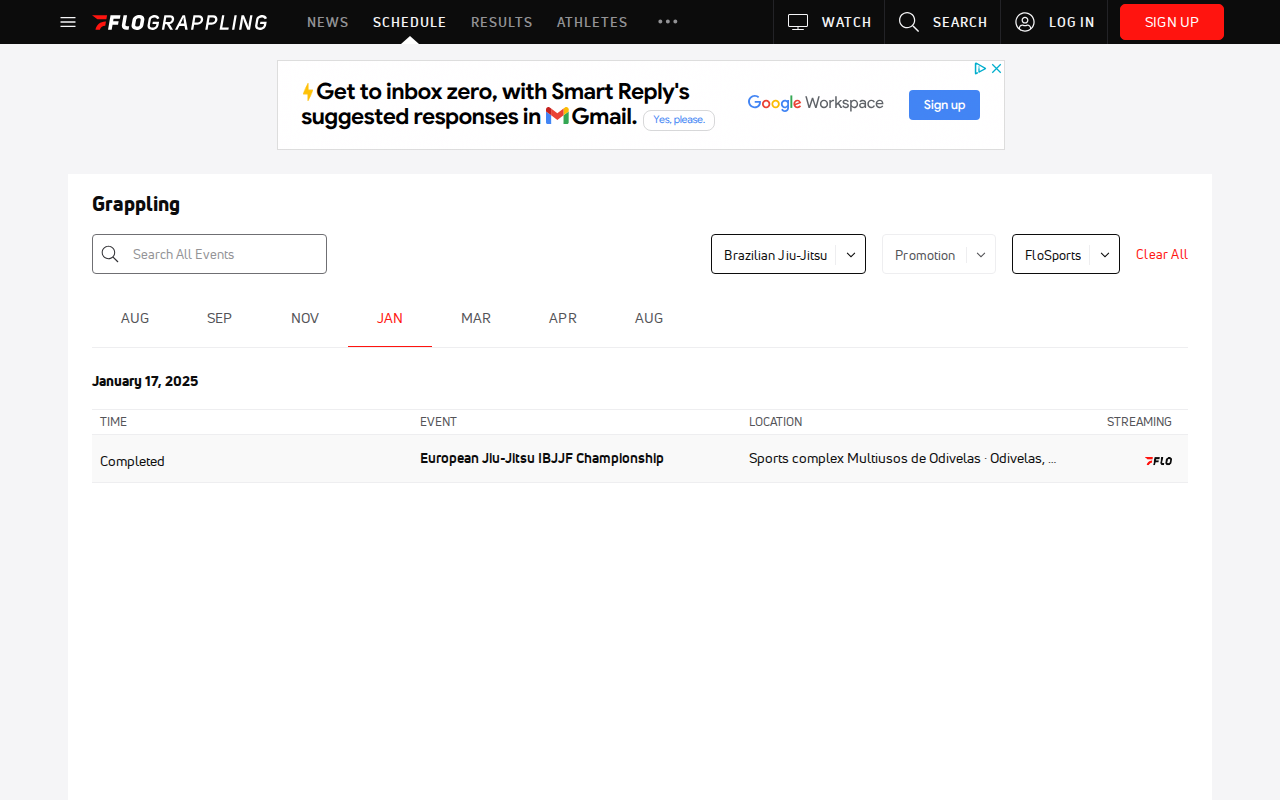 FLOGRAPPLING NEWS SCHEDULE RESULTS ATHLETES ••• WATCH SEARCH LOG IN SIGN UP
Get to inbox zero, with Smart Reply's
suggested responses in Gmail. Yes, please.
Google Workspace
Sign up
Grappling
Search All Events
Brazilian Jiu-Jitsu Promotion FloSports Clear All
AUG SEP NOV JAN MAR APR AUG
January 17, 2025
TIME EVENT LOCATION STREAMING
Completed European Jiu-Jitsu IBJJF Championship Sports complex Multiusos de Odivelas · Odivelas, ... FLO